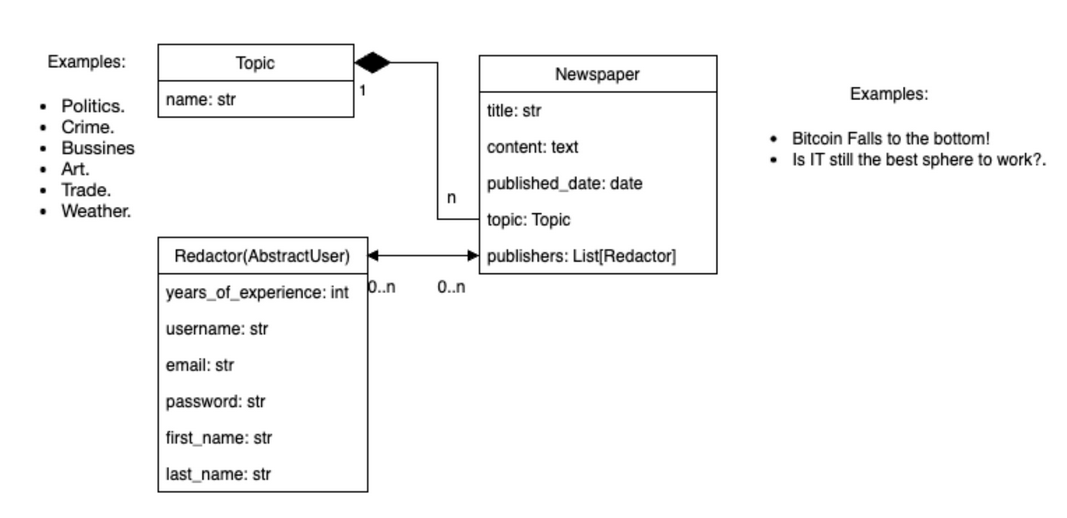 Examples:
• Politics.
• Crime.
• Bussines
• Art.
• Trade.
• Weather.
Topic
name: str
1
n
Newspaper
title: str
content: text
published_date: date
topic: Topic
publishers: List[Redactor]
Examples:
• Bitcoin Falls to the bottom!
• Is IT still the best sphere to work?.
Redactor(AbstractUser)
years_of_experience: int
username: str
email: str
password: str
first_name: str
last_name: str
0..n
0..n